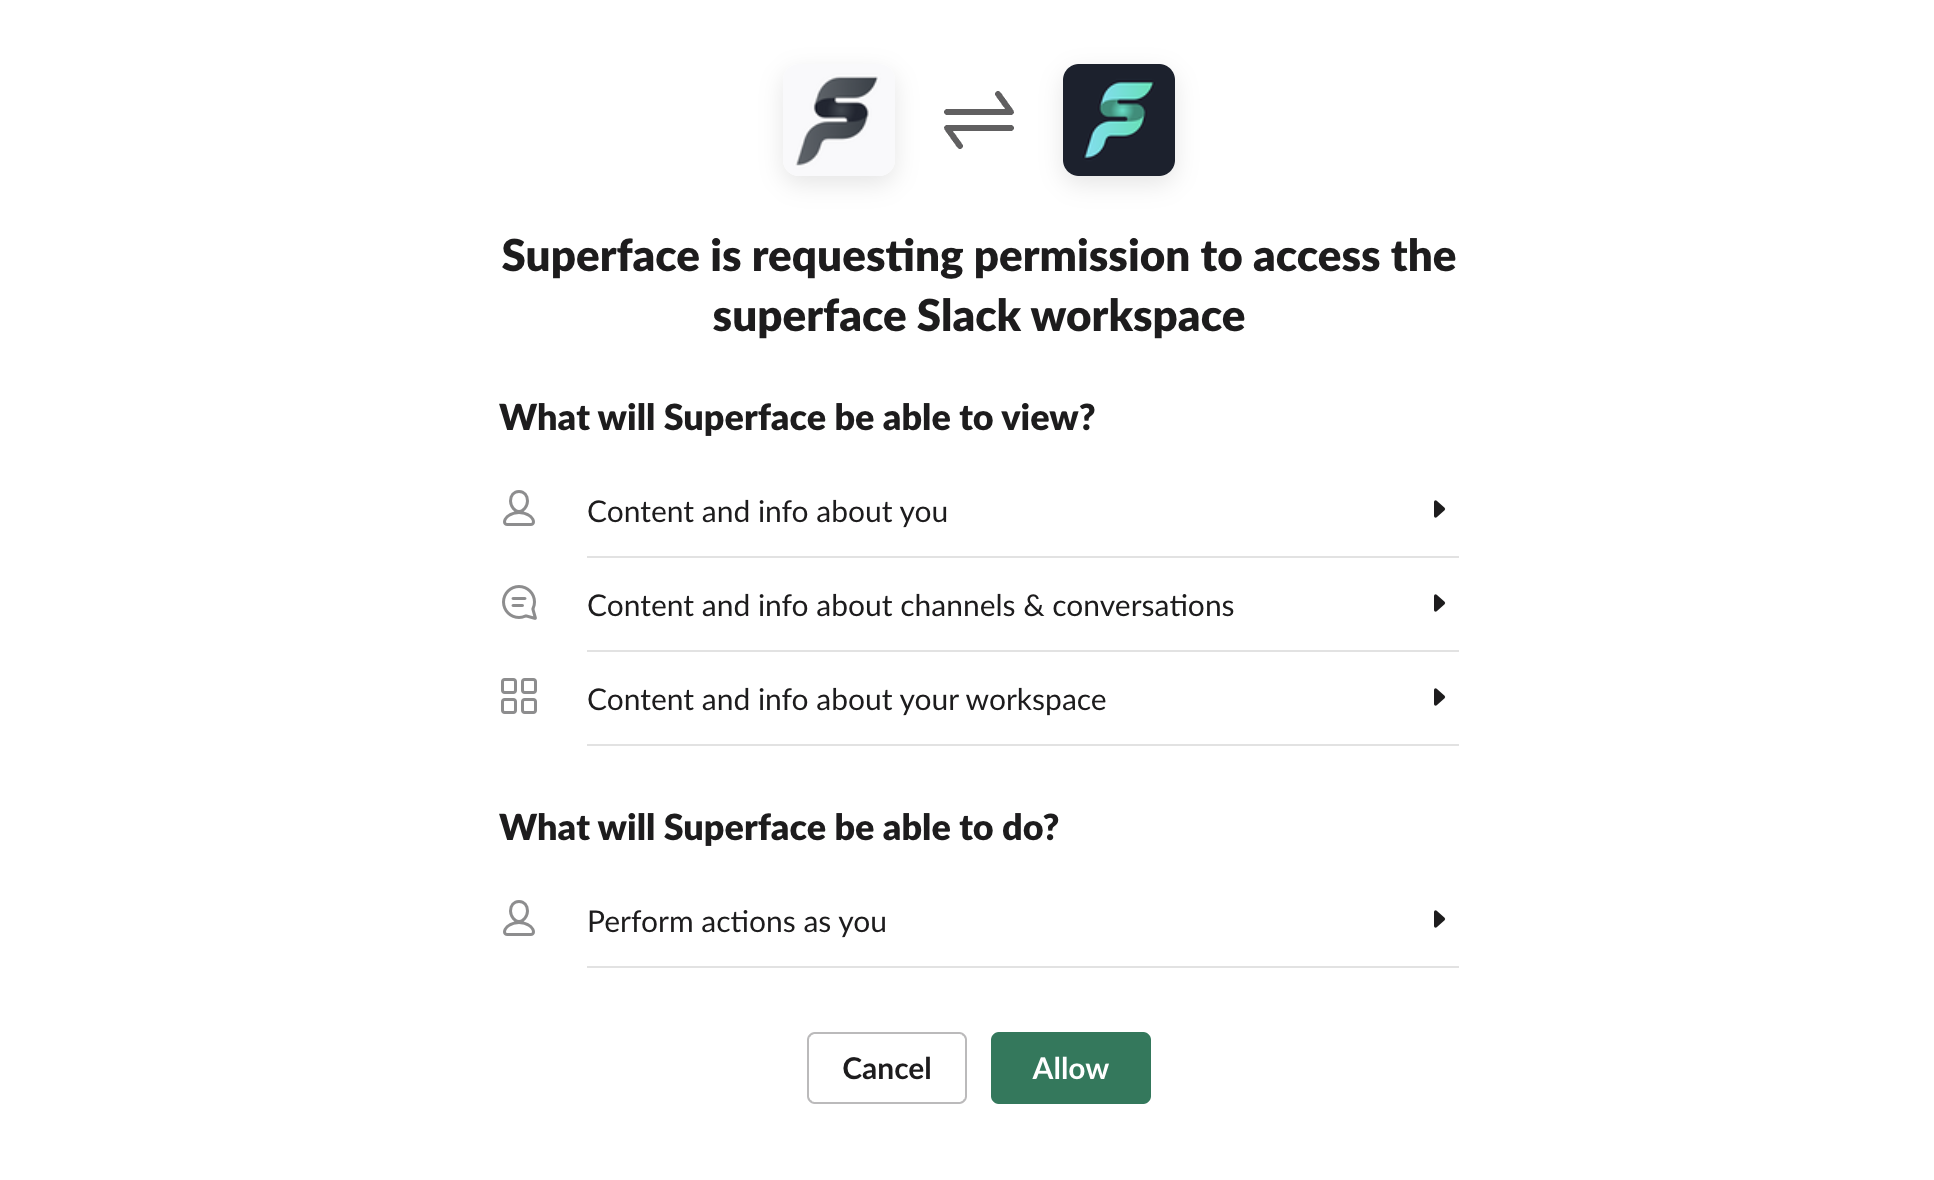 Superface is requesting permission to access the
superface Slack workspace
What will Superface be able to view?
Content and info about you
Content and info about channels & conversations
Content and info about your workspace
What will Superface be able to do?
Perform actions as you
Cancel
Allow